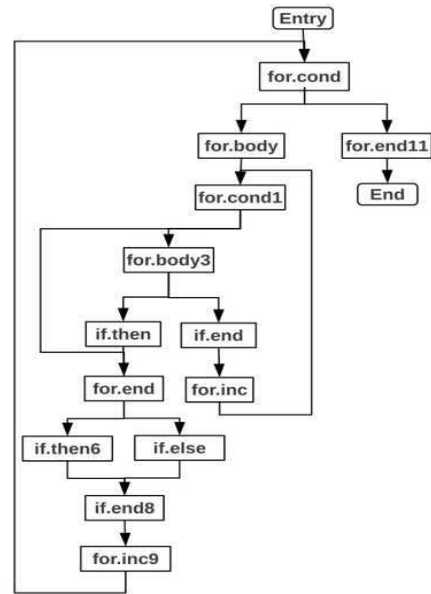 Entry
for.cond
for.body
for.end11
for.cond1
End
for.body3
if.then
if.end
for.end
for.inc
if.then6
if.else
if.end8
for.inc9